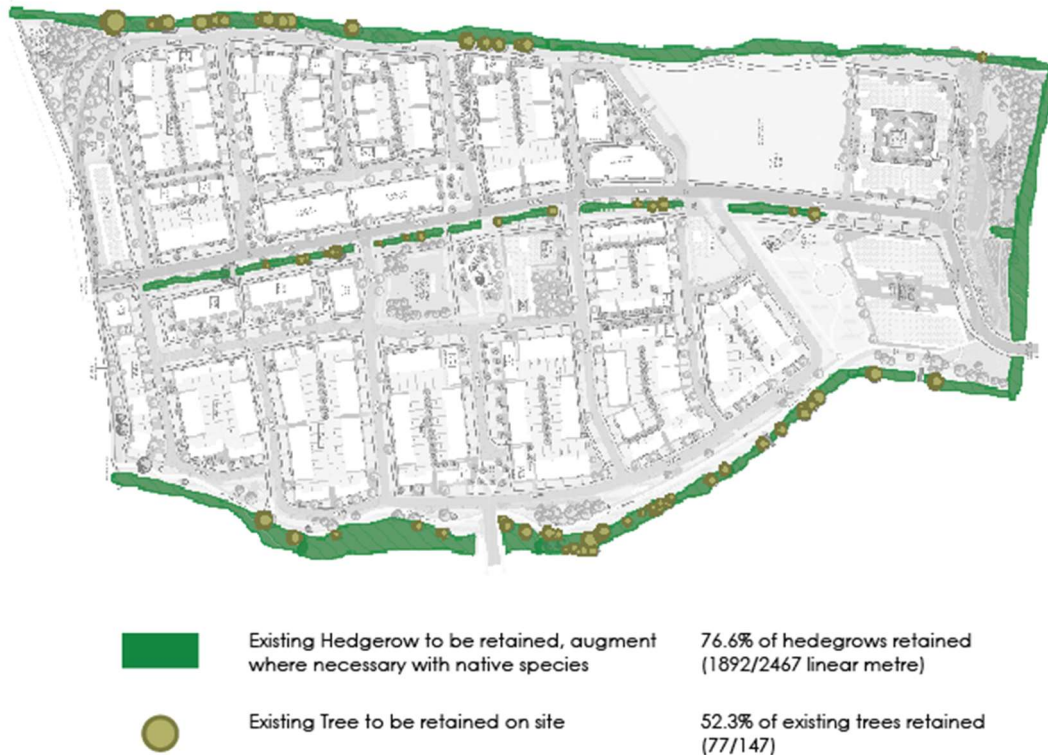 Existing Hedgerow to be retained, augment
where necessary with native species
76.6% of hedegrows retained
(1892/2467 linear metre)
Existing Tree to be retained on site
52.3% of existing trees retained
(77/147)